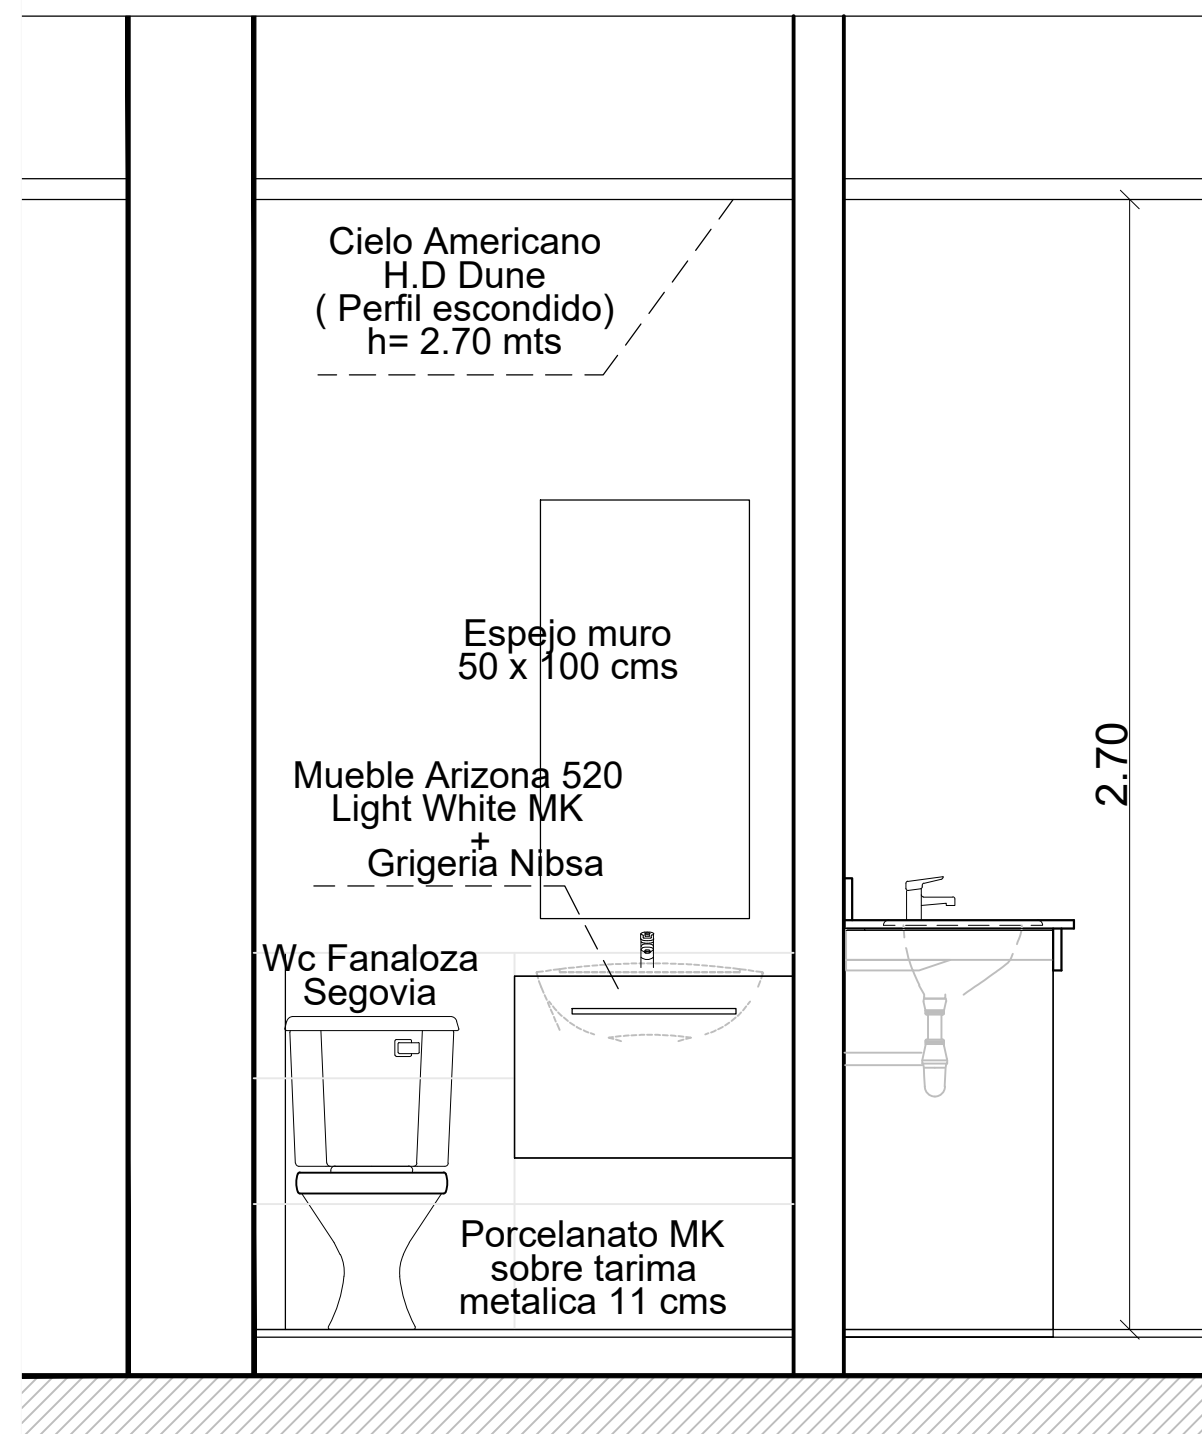 Cielo Americano
H.D Dune
( Perfil escondido)
h= 2.70 mts
Espejo muro
50 x 100 cms
2.70
Mueble Arizona 520
Light White MK
+
Grigeria Nibsa
Wc Fanaloza
Segovia
Porcelanato MK
sobre tarima
metalica 11 cms